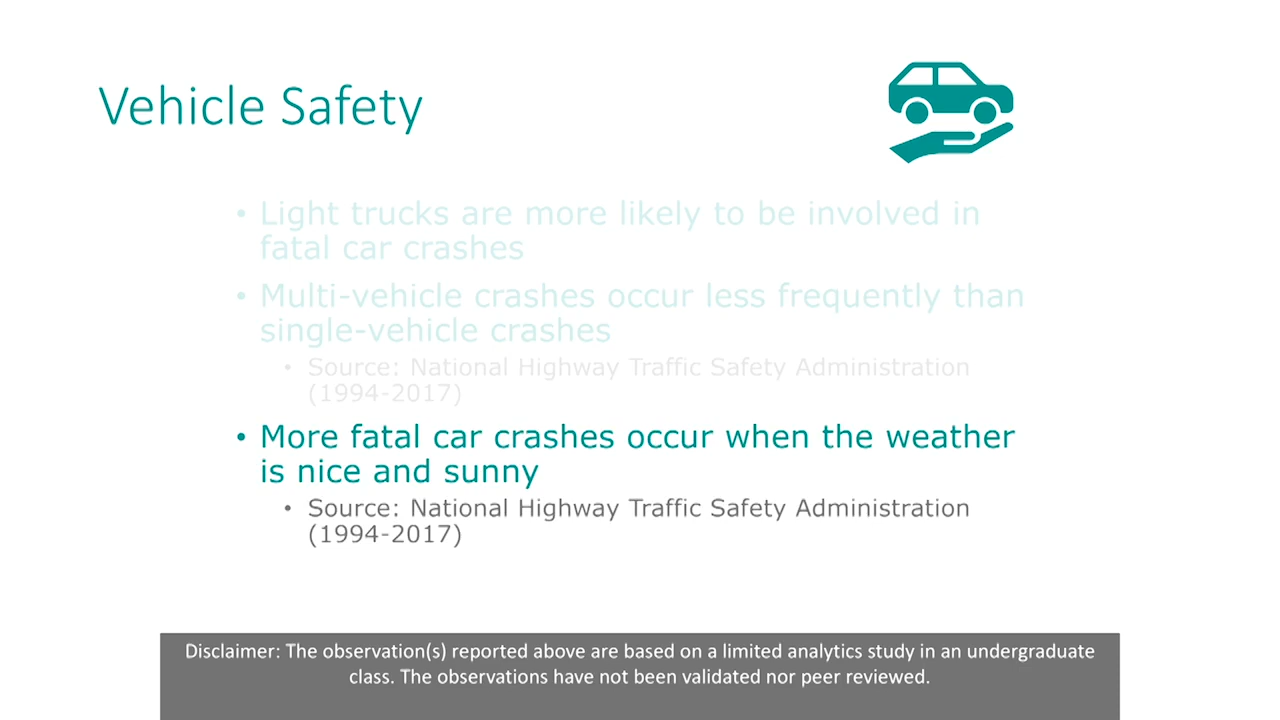 Vehicle Safety
• Light trucks are more likely to be involved in
fatal car crashes
• Multi-vehicle crashes occur less frequently than
single-vehicle crashes
• Source: National Highway Traffic Safety Administration
(1994-2017)
• More fatal car crashes occur when the weather
is nice and sunny
• Source: National Highway Traffic Safety Administration
(1994-2017)
Disclaimer: The observation(s) reported above are based on a limited analytics study in an undergraduate
class. The observations have not been validated nor peer reviewed.